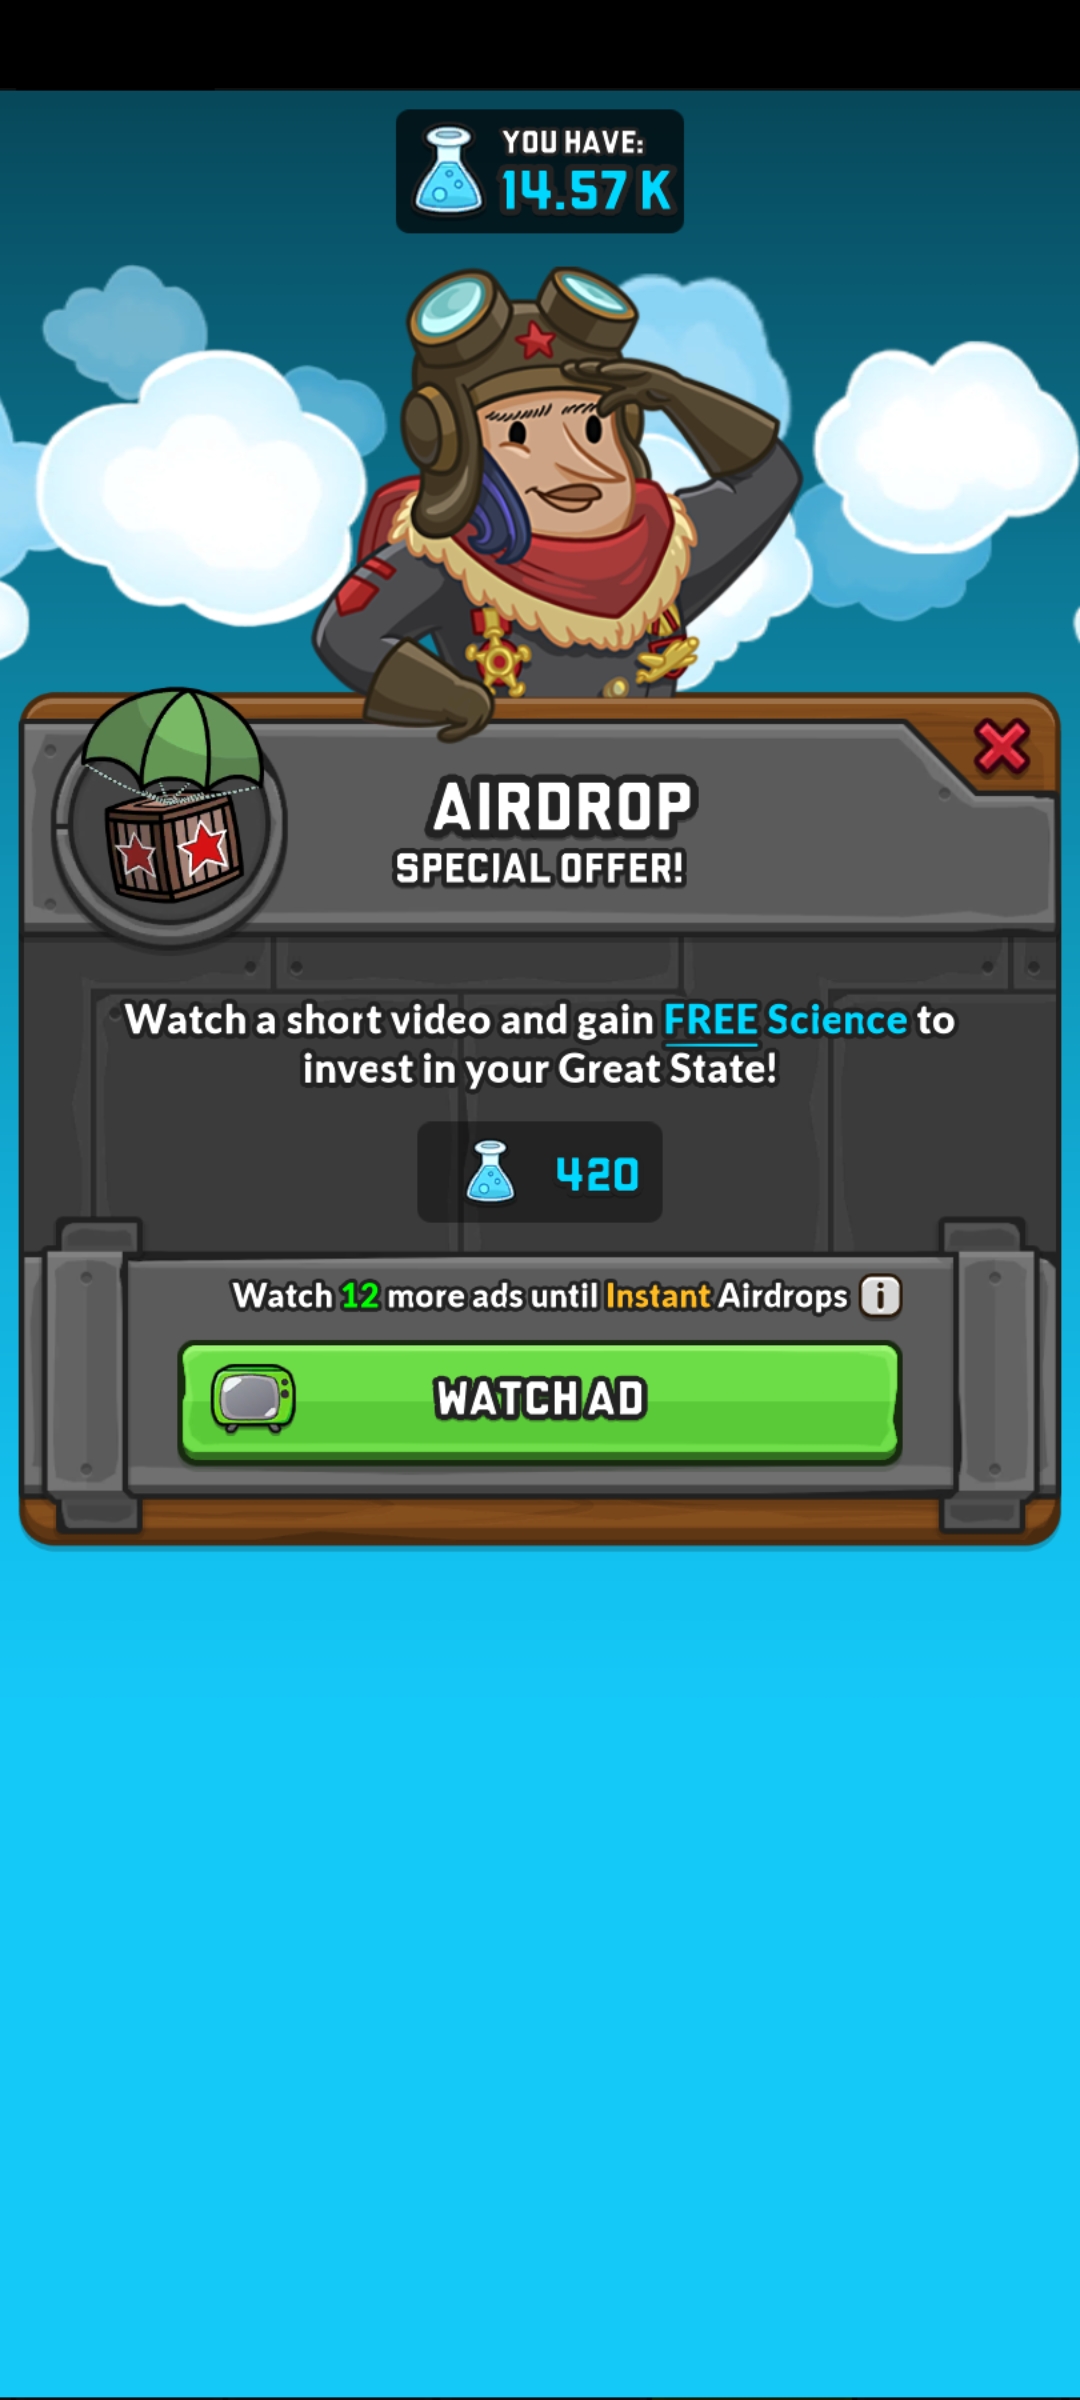 YOU HAVE:
14.57 K
AIRDROP
SPECIAL OFFER!
Watch a short video and gain FREE Science to
invest in your Great State!
420
Watch 12 more ads until Instant Airdrops i
WATCH AD